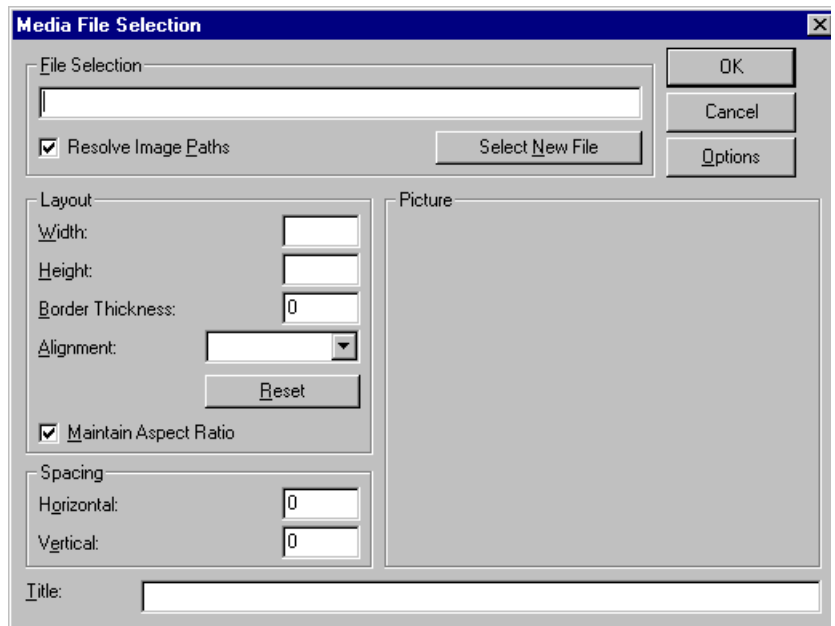 Media File Selection
File Selection
OK
Cancel
Resolve Image Paths
Select New File
Options
Layout
Picture
Width:
Height:
Border Thickness: 0
Alignment:
Reset
Maintain Aspect Ratio
Spacing
Horizontal: 0
Vertical: 0
Title: